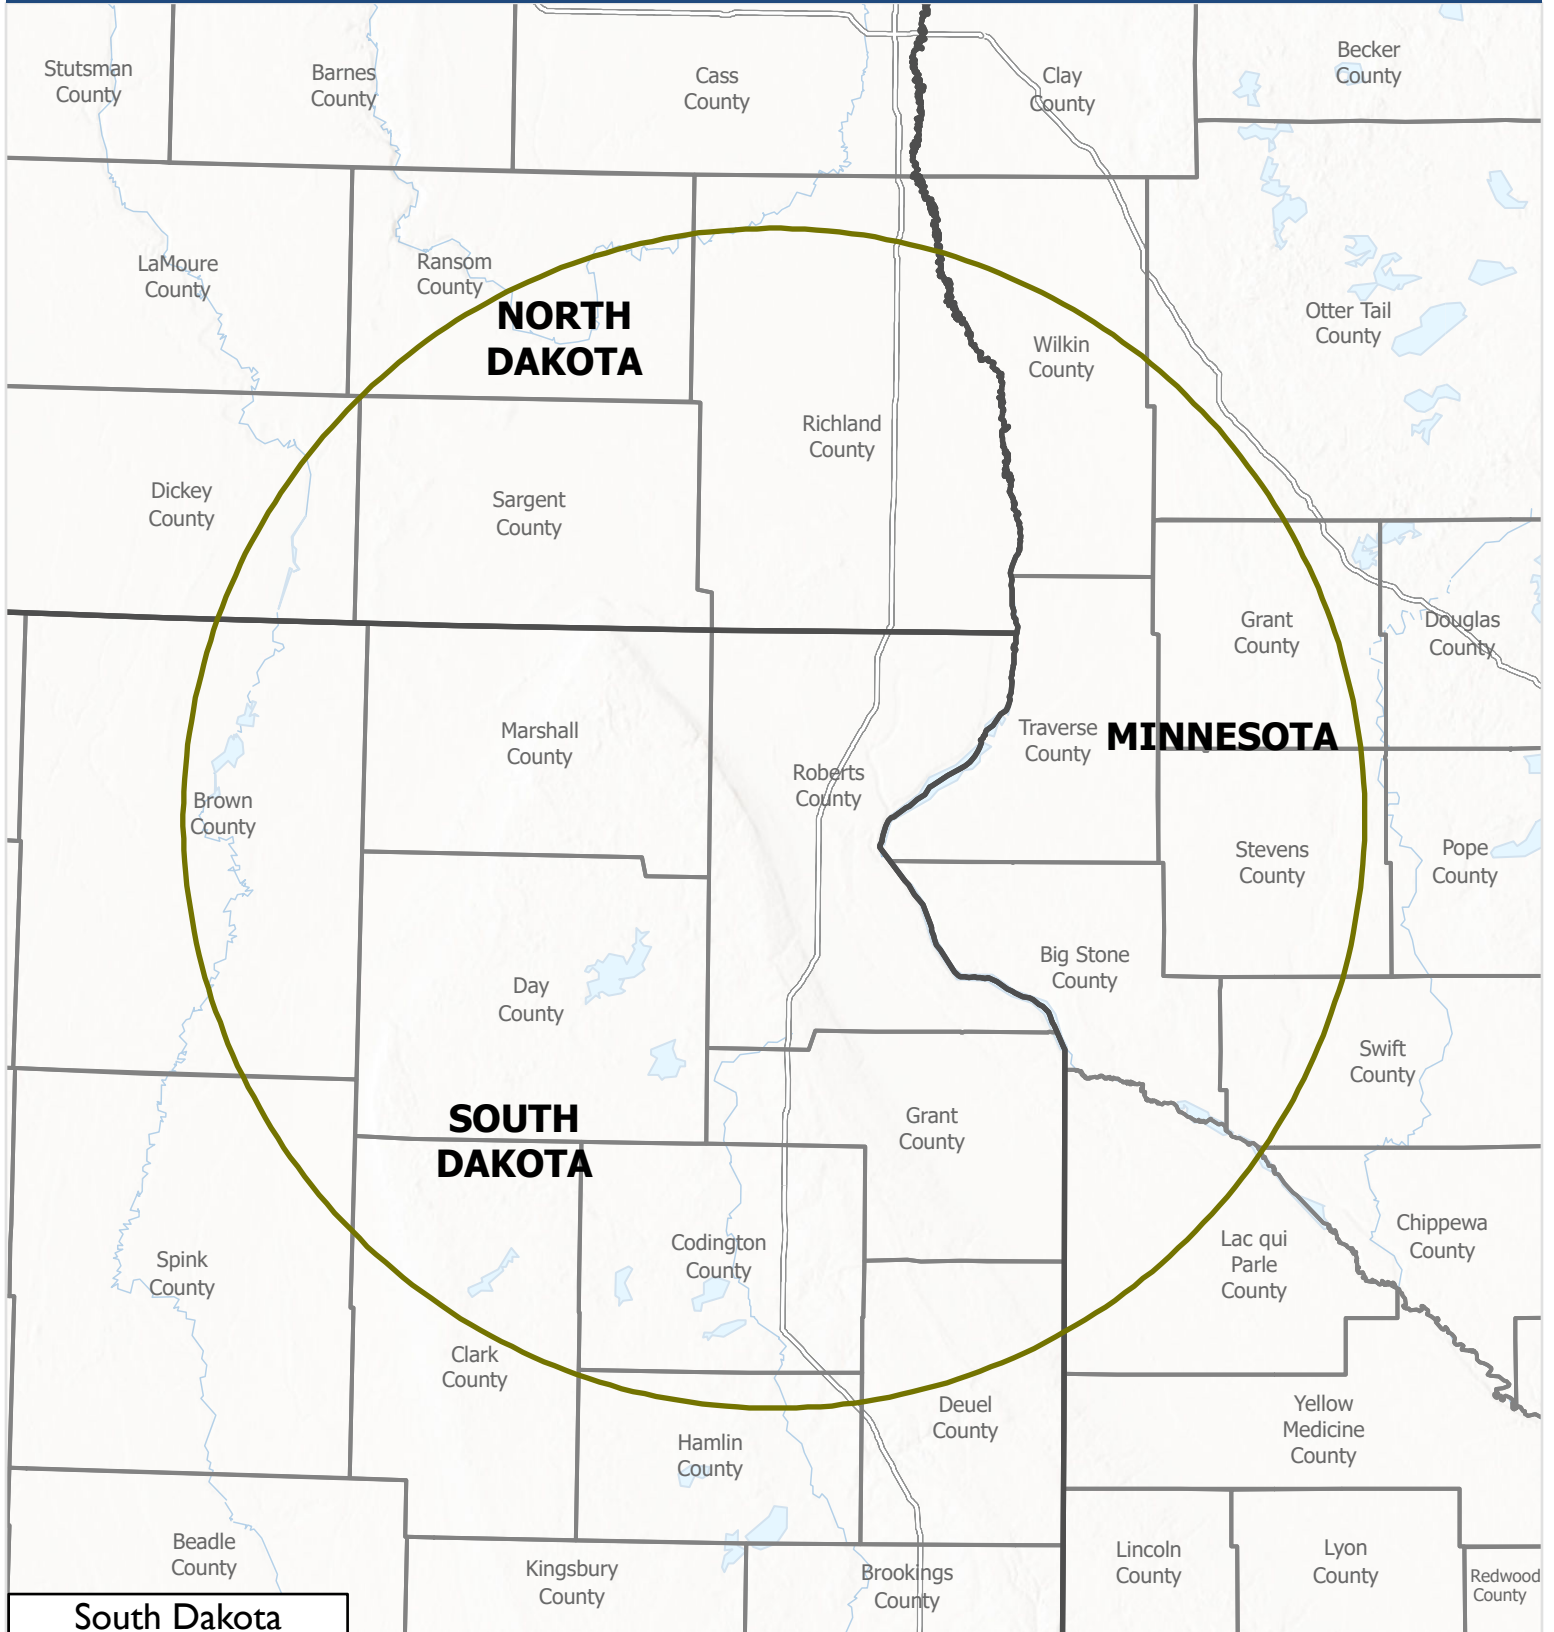 Stutsman
County
Barnes
County
Cass
County
Clay
County
Becker
County
LaMoure
County
Ransom
County
NORTH
DAKOTA
Otter Tail
County
Wilkin
County
Richland
County
Dickey
County
Sargent
County
Grant
County
Douglas
County
Marshall
County
Traverse
County
MINNESOTA
Roberts
County
Brown
County
Stevens
County
Pope
County
Big Stone
County
Day
County
Swift
County
SOUTH
DAKOTA
Grant
County
Codington
County
Chippewa
County
Lac qui
Parle
County
Spink
County
Clark
County
Deuel
County
Yellow
Medicine
County
Hamlin
County
Beadle
County
Kingsbury
County
Brookings
County
Lincoln
County
Lyon
County
Redwood
County
South Dakota